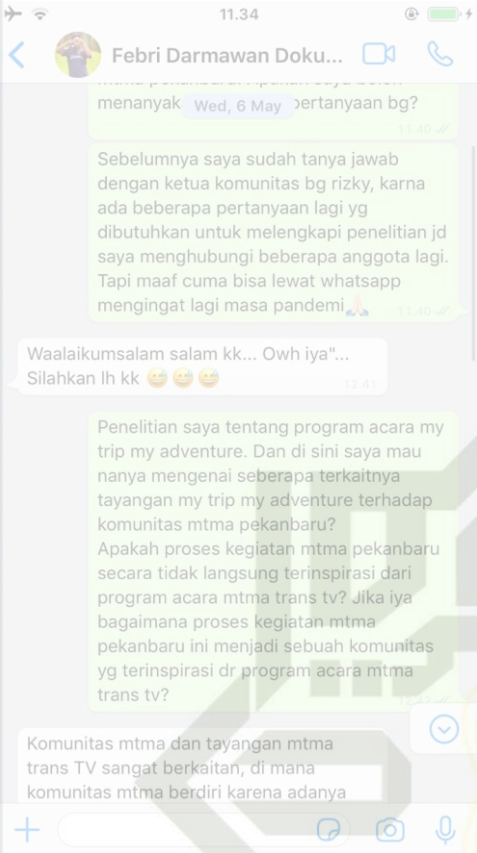 11.34
Febri Darmawan Doku...
menanyak
Wed, 6 May
pertanyaan bg?
11.40
Sebelumnya saya sudah tanya jawab
dengan ketua komunitas bg rizky, karna
ada beberapa pertanyaan lagi yg
dibutuhkan untuk melengkapi penelitian jd
saya menghubungi beberapa anggota lagi.
Tapi maaf cuma bisa lewat whatsapp
mengingat lagi masa pandemi🙏🏻
11.40
Waalaikumsalam salam kk... Owh iya"...
Silahkan lh kk 😅 😅 😅
12.41
Penelitian saya tentang program acara my
trip my adventure. Dan di sini saya mau
nanya mengenai seberapa terkaitnya
tayangan my trip my adventure terhadap
komunitas mtma pekanbaru?
Apakah proses kegiatan mtma pekanbaru
secara tidak langsung terinspirasi dari
program acara mtma trans tv? Jika iya
bagaimana proses kegiatan mtma
pekanbaru ini menjadi sebuah komunitas
yg terinspirasi dr program acara mtma
trans tv?
Komunitas mtma dan tayangan mtma
trans TV sangat berkaitan, di mana
komunitas mtma berdiri karena adanya